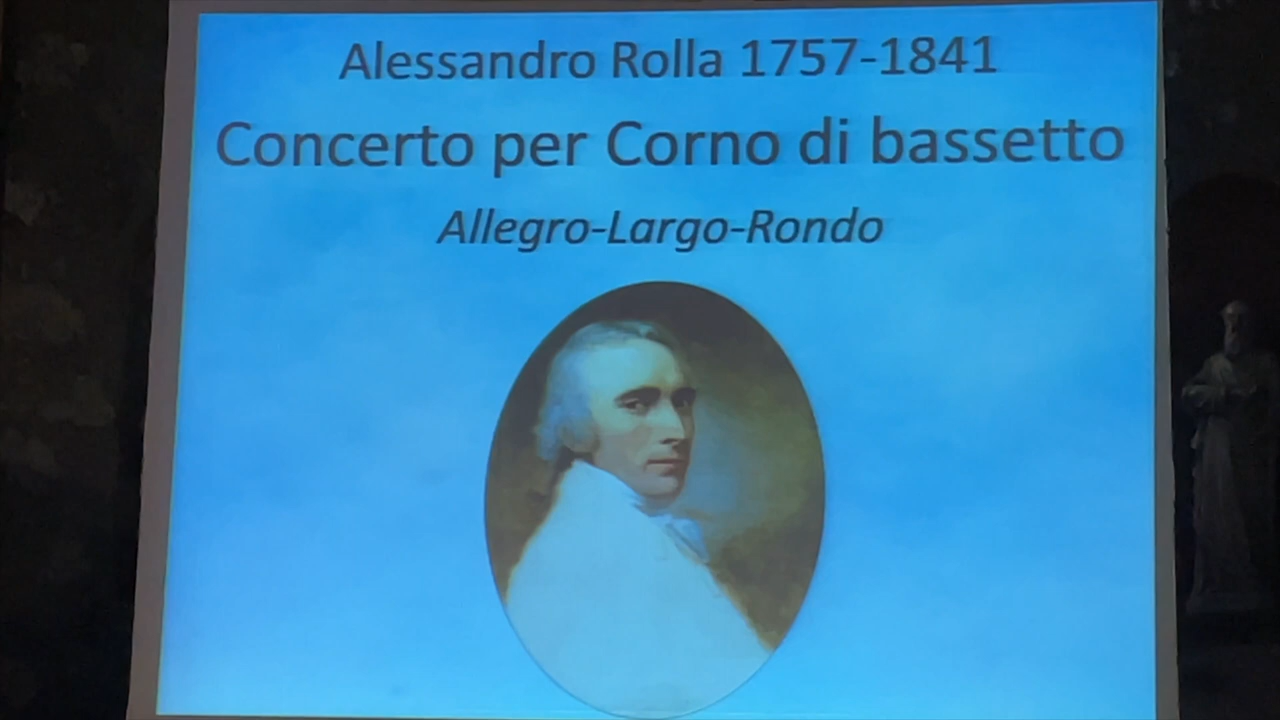 Alessandro Rolla 1757-1841
Concerto per Corno di bassetto
Allegro-Largo-Rondo